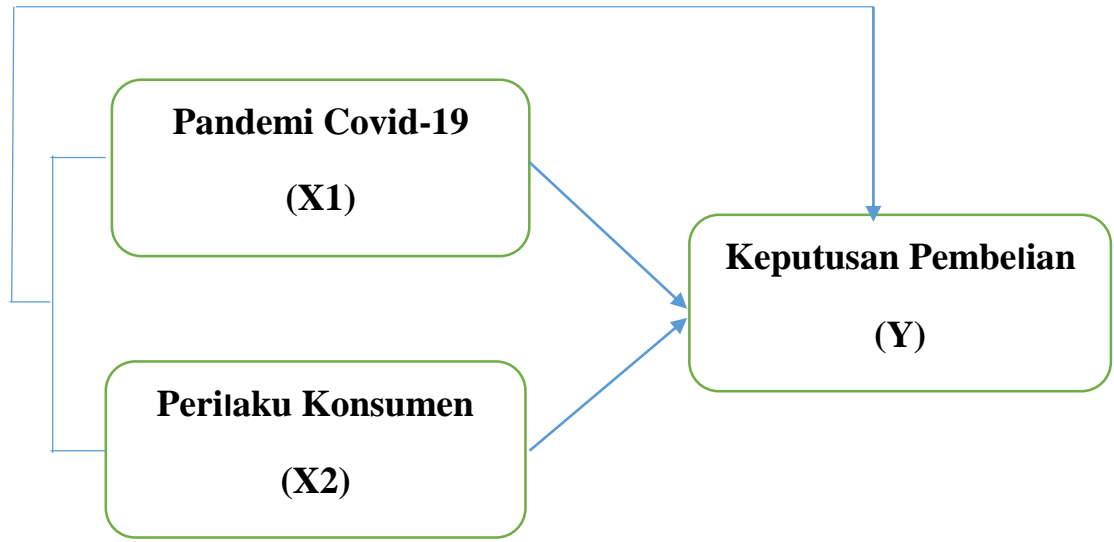 Pandemi Covid-19
(X1)
Keputusan Pembelian
(Y)
Perilaku Konsumen
(X2)